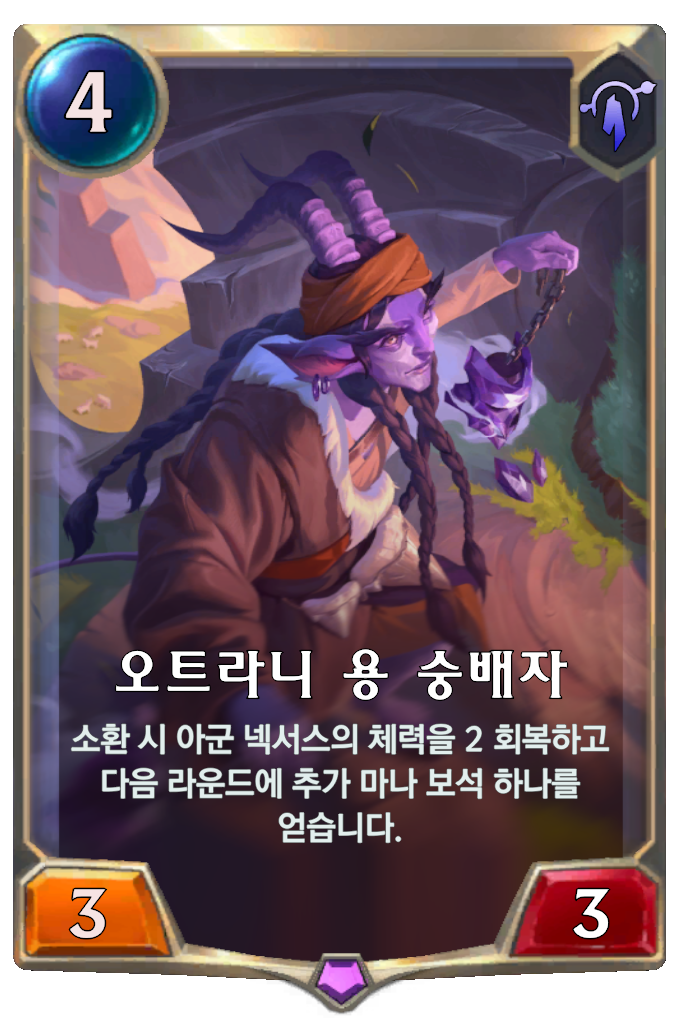 4
오트라니 용 숭배자
소환 시 아군 넥서스의 체력을 2 회복하고
다음 라운드에 추가 마나 보석 하나를
얻습니다.
3
3